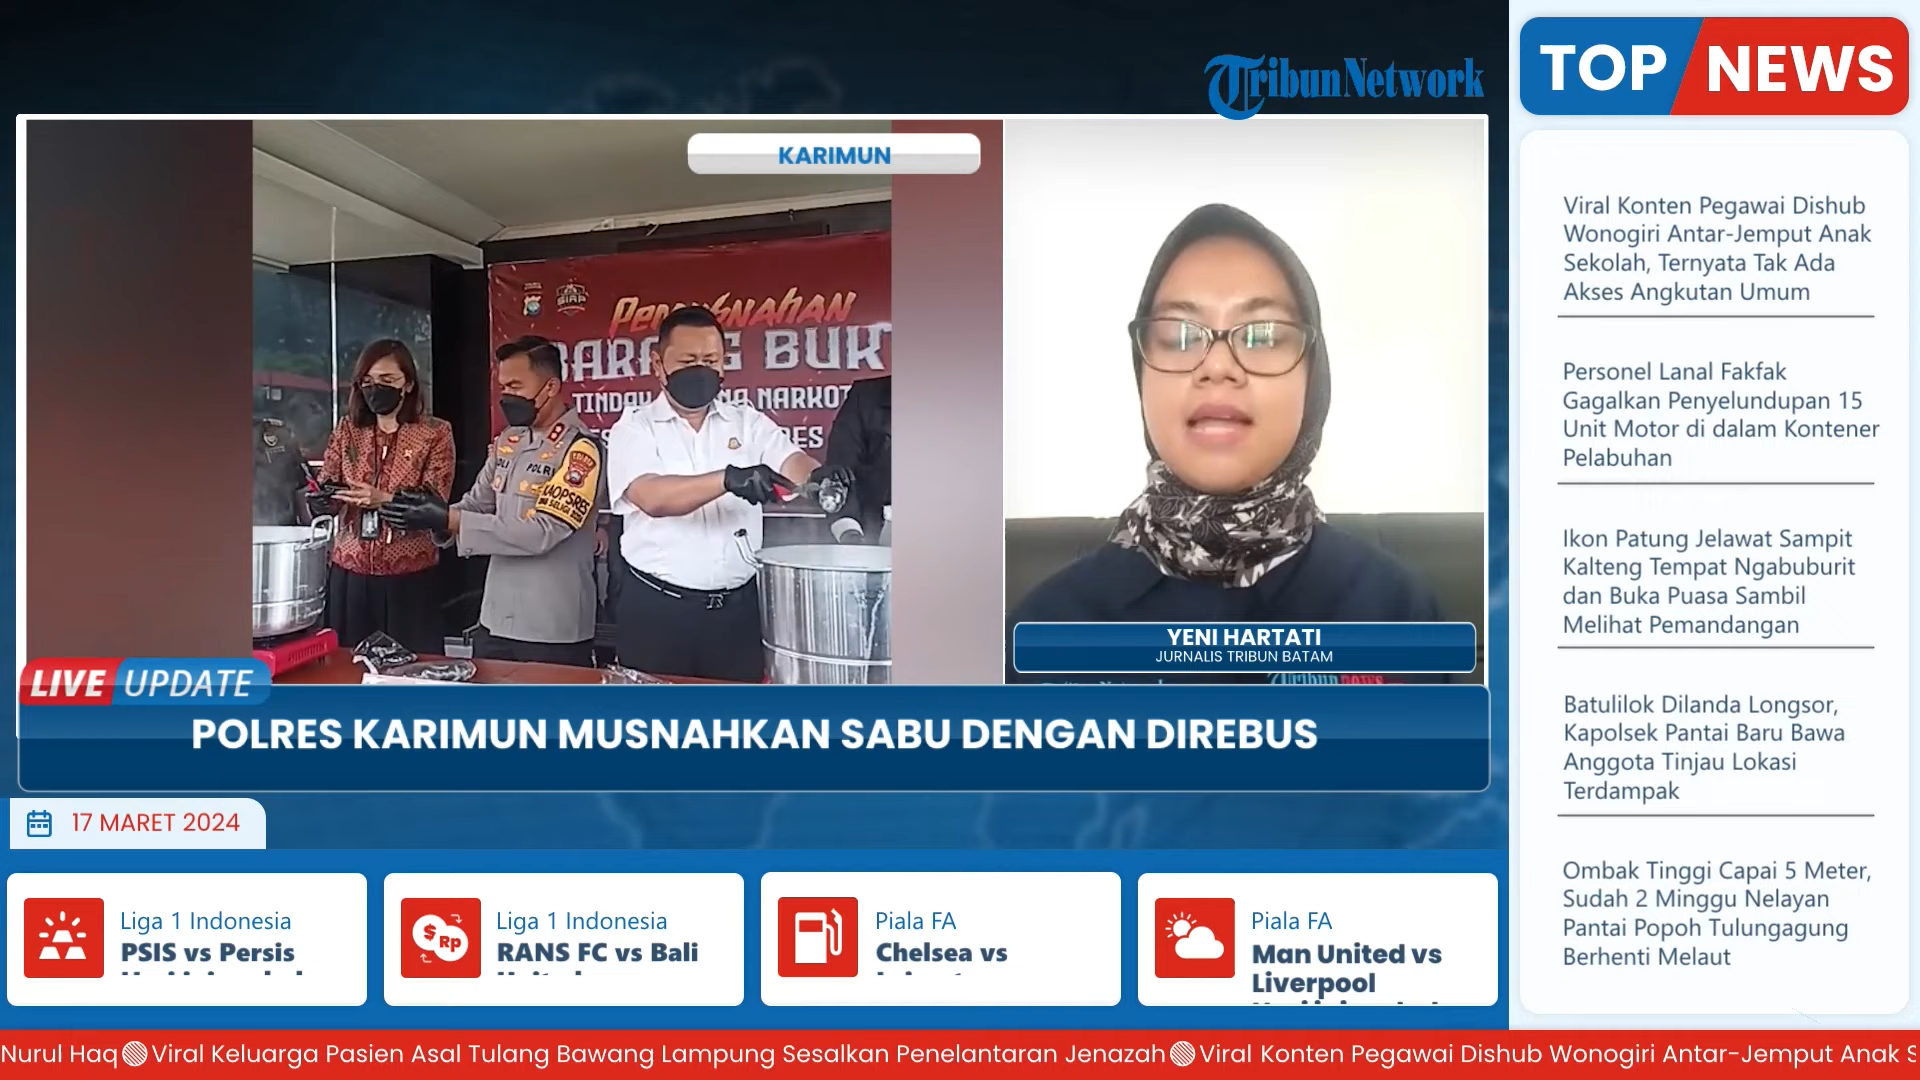 TribunNetwork
KARIMUN
SIAP
BUKT
TINDAK
NARKOT
POLRI
KAOPSRES
YENI HARTATI
JURNALIS TRIBUN BATAM
LIVE UPDATE
POLRES KARIMUN MUSNAHKAN SABU DENGAN DIREBUS
17 MARET 2024
Liga 1 Indonesia
PSIS vs Persis
Liga 1 Indonesia
RANS FC vs Bali
Piala FA
Chelsea vs
Piala FA
Man United vs
Liverpool
TOP NEWS
Viral Konten Pegawai Dishub
Wonogiri Antar-Jemput Anak
Sekolah, Ternyata Tak Ada
Akses Angkutan Umum
Personel Lanal Fakfak
Gagalkan Penyelundupan 15
Unit Motor di dalam Kontener
Pelabuhan
Ikon Patung Jelawat Sampit
Kalteng Tempat Ngabuburit
dan Buka Puasa Sambil
Melihat Pemandangan
Batulilok Dilanda Longsor,
Kapolsek Pantai Baru Bawa
Anggota Tinjau Lokasi
Terdampak
Ombak Tinggi Capai 5 Meter,
Sudah 2 Minggu Nelayan
Pantai Popoh Tulungagung
Berhenti Melaut
Nurul Haq Viral Keluarga Pasien Asal Tulang Bawang Lampung Sesalkan Penelantaran Jenazah Viral Konten Pegawai Dishub Wonogiri Antar-Jemput Anak S